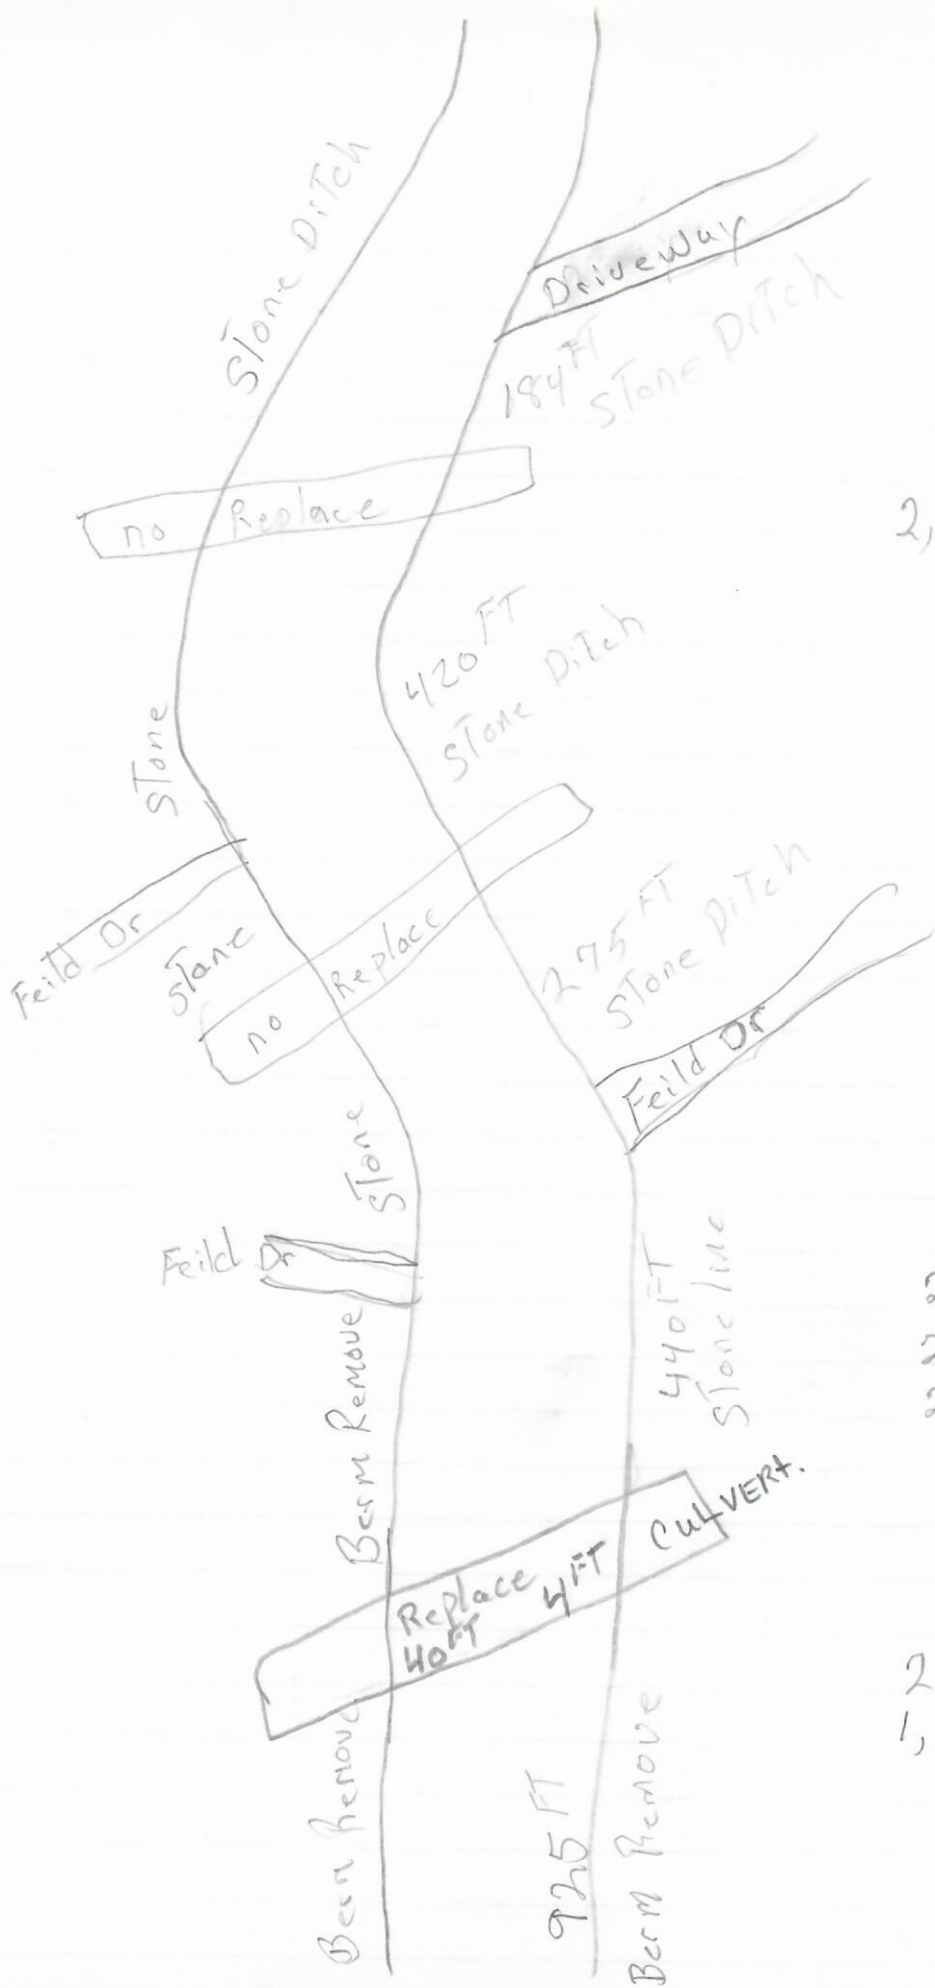 Stone Ditch
Driveway
184 FT
Stone Ditch
no Replace
2,
420 FT
Stone Ditch
Stone
Feild Dr
Stone
no Replace
275 FT
Stone Ditch
Feild Dr
Stone
Feild Dr
440 FT
Stone line
Berm Remove
Replace 4 FT CulVERT.
40 FT
Berm Remove
925 FT
Berm Remove